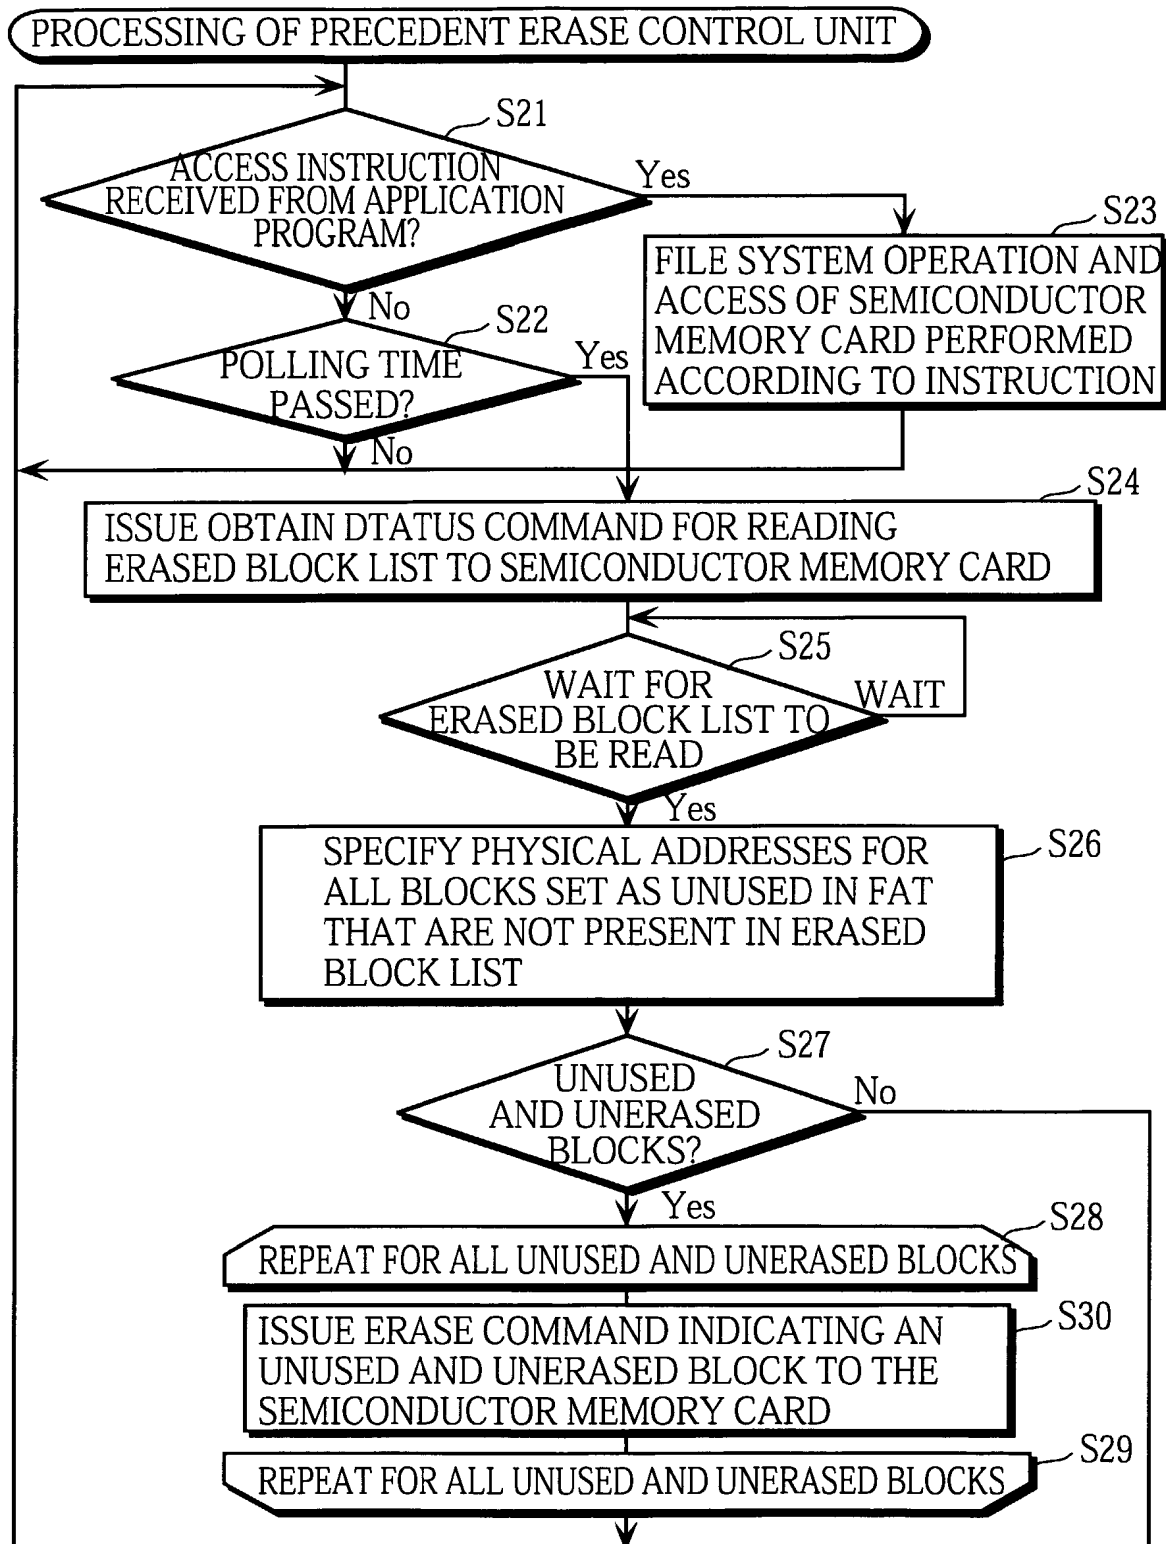 PROCESSING OF PRECEDENT ERASE CONTROL UNIT
S21
ACCESS INSTRUCTION
RECEIVED FROM APPLICATION
PROGRAM?
Yes
No
S23
FILE SYSTEM OPERATION AND
ACCESS OF SEMICONDUCTOR
MEMORY CARD PERFORMED
ACCORDING TO INSTRUCTION
S22
POLLING TIME
PASSED?
Yes
No
S24
ISSUE OBTAIN DTATUS COMMAND FOR READING
ERASED BLOCK LIST TO SEMICONDUCTOR MEMORY CARD
S25
WAIT FOR
ERASED BLOCK LIST TO
BE READ
WAIT
Yes
S26
SPECIFY PHYSICAL ADDRESSES FOR
ALL BLOCKS SET AS UNUSED IN FAT
THAT ARE NOT PRESENT IN ERASED
BLOCK LIST
S27
UNUSED
AND UNERASED
BLOCKS?
No
Yes
S28
REPEAT FOR ALL UNUSED AND UNERASED BLOCKS
S30
ISSUE ERASE COMMAND INDICATING AN
UNUSED AND UNERASED BLOCK TO THE
SEMICONDUCTOR MEMORY CARD
S29
REPEAT FOR ALL UNUSED AND UNERASED BLOCKS